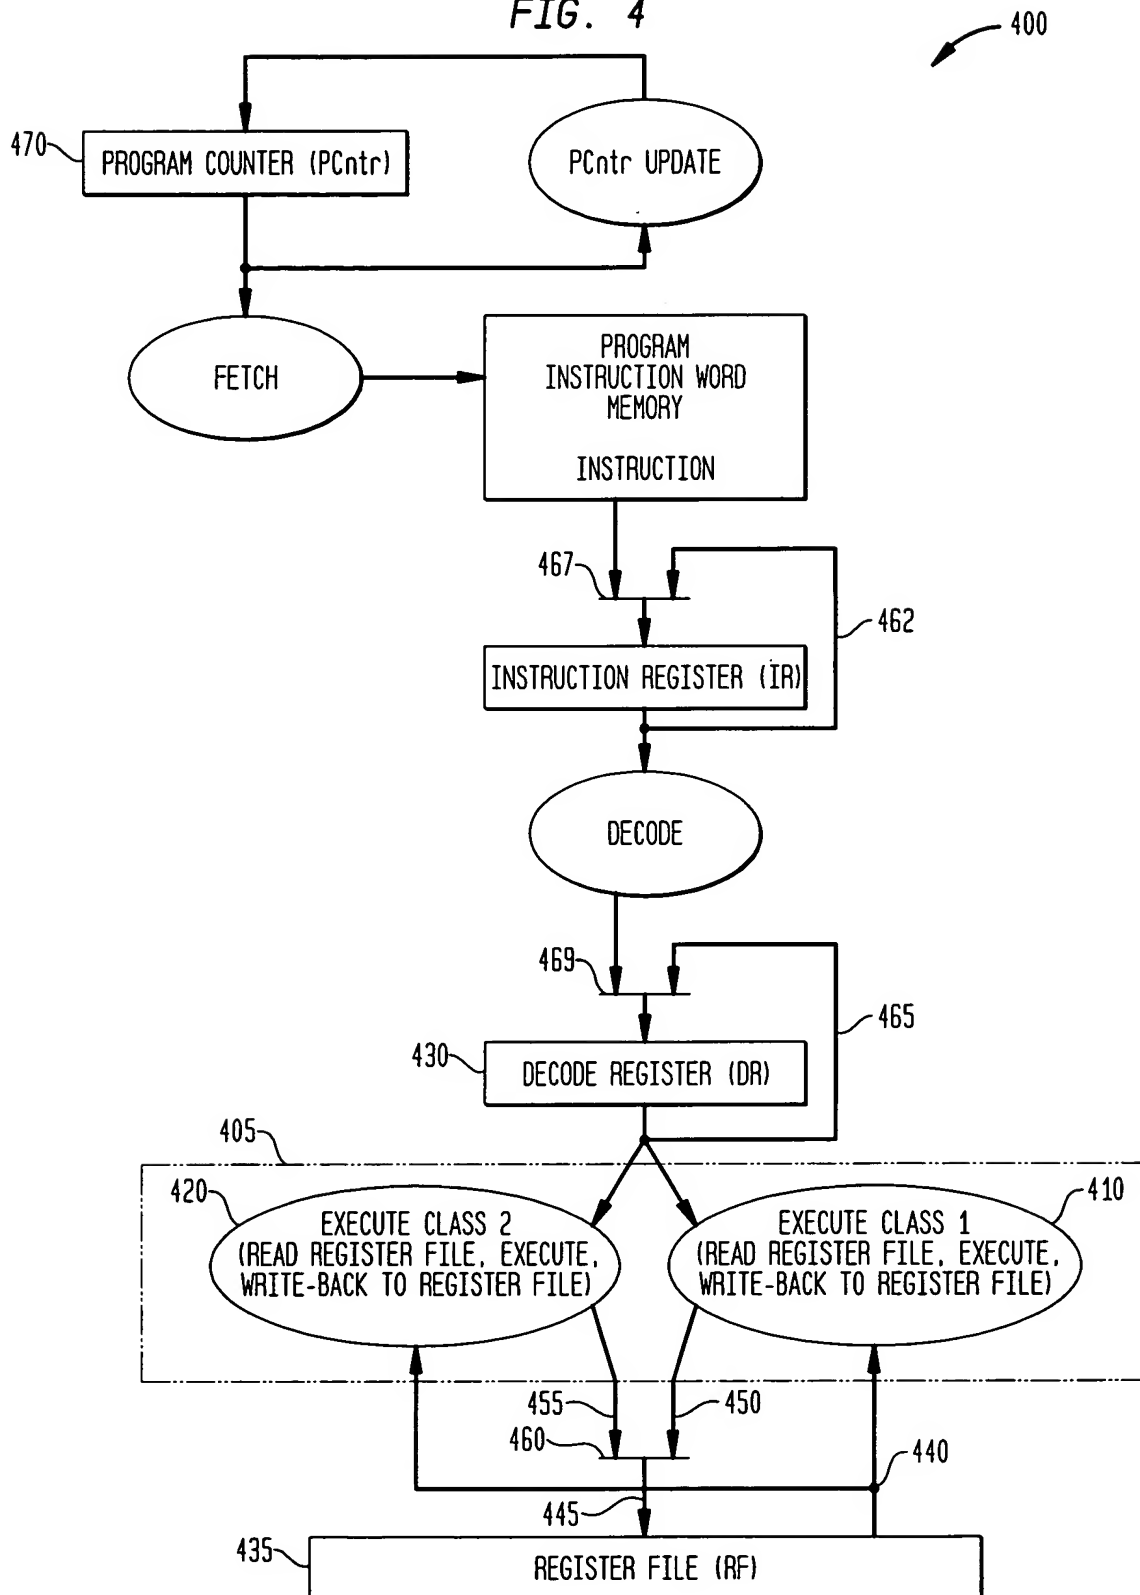 FIG. 4
400
470
PROGRAM COUNTER (PCntr)
PCntr UPDATE
FETCH
PROGRAM
INSTRUCTION WORD
MEMORY
INSTRUCTION
467
462
INSTRUCTION REGISTER (IR)
DECODE
469
465
430
DECODE REGISTER (DR)
405
420
410
EXECUTE CLASS 2
(READ REGISTER FILE, EXECUTE,
WRITE-BACK TO REGISTER FILE)
EXECUTE CLASS 1
(READ REGISTER FILE, EXECUTE,
WRITE-BACK TO REGISTER FILE)
455
450
460
440
445
435
REGISTER FILE (RF)